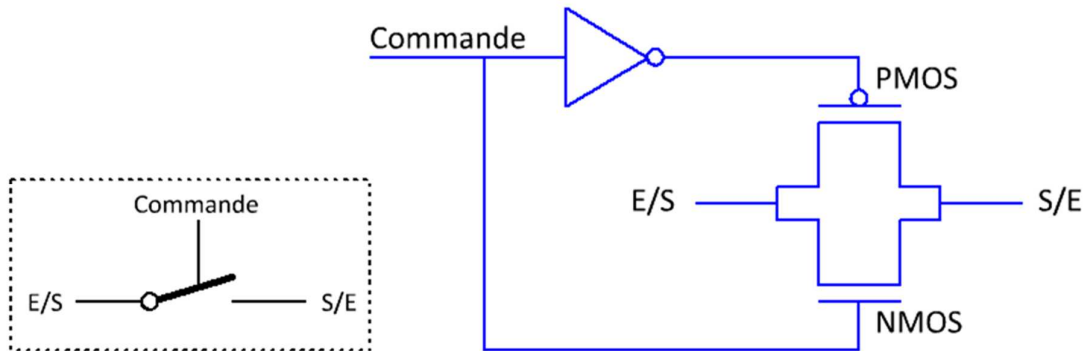 Commande
PMOS
E/S
S/E
NMOS
Commande
E/S
S/E